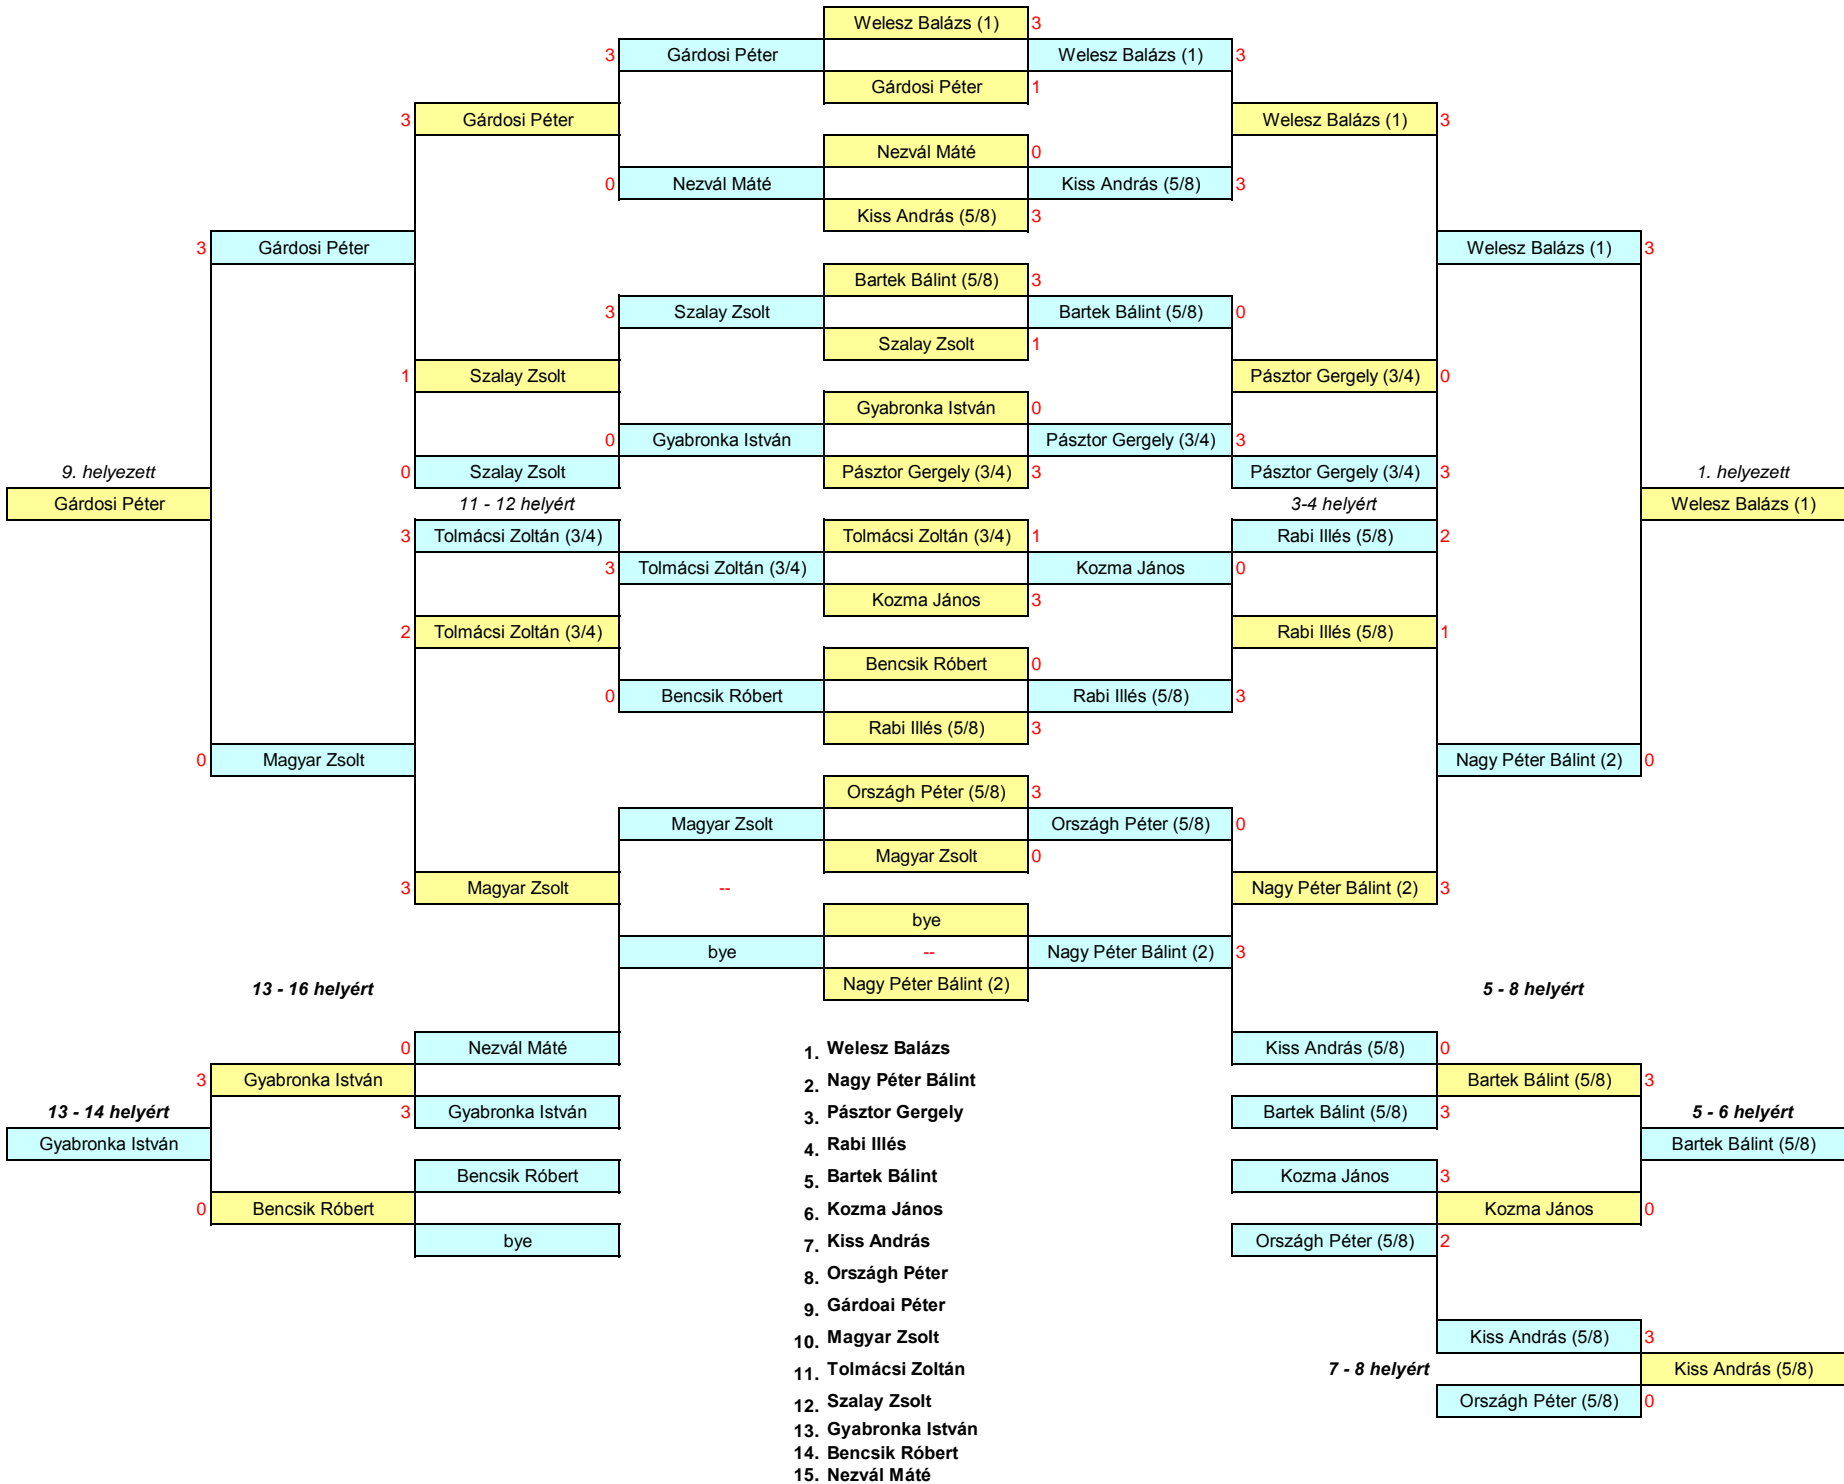 Welesz Balázs (1) 3
3 Gárdosi Péter Welesz Balázs (1) 3
Gárdosi Péter 1
3 Gárdosi Péter Welesz Balázs (1) 3
Nezvál Máté 0
0 Nezvál Máté Kiss András (5/8) 3
Kiss András (5/8) 3
3 Gárdosi Péter Welesz Balázs (1) 3
Bartek Bálint (5/8) 3
3 Szalay Zsolt Bartek Bálint (5/8) 0
Szalay Zsolt 1
1 Szalay Zsolt Pásztor Gergely (3/4) 0
Gyabronka István 0
0 Gyabronka István Pásztor Gergely (3/4) 3
9. helyezett 0 Szalay Zsolt Pásztor Gergely (3/4) 3 Pásztor Gergely (3/4) 3 1. helyezett
Gárdosi Péter 11 - 12 helyért 3-4 helyért Welesz Balázs (1)
3 Tolmácsi Zoltán (3/4) Tolmácsi Zoltán (3/4) 1 Rabi Illés (5/8) 2
3 Tolmácsi Zoltán (3/4) Kozma János 0
Kozma János 3
2 Tolmácsi Zoltán (3/4) Rabi Illés (5/8) 1
Bencsik Róbert 0
0 Bencsik Róbert Rabi Illés (5/8) 3
Rabi Illés (5/8) 3
0 Magyar Zsolt Nagy Péter Bálint (2) 0
Országh Péter (5/8) 3
Magyar Zsolt Országh Péter (5/8) 0
Magyar Zsolt 0
3 Magyar Zsolt -- Nagy Péter Bálint (2) 3
bye
bye -- Nagy Péter Bálint (2) 3
13 - 16 helyért Nagy Péter Bálint (2) 5 - 8 helyért
0 Nezvál Máté 1. Welesz Balázs Kiss András (5/8) 0
3 Gyabronka István 2. Nagy Péter Bálint Bartek Bálint (5/8) 3
13 - 14 helyért 3 Gyabronka István 3. Pásztor Gergely Bartek Bálint (5/8) 3 5 - 6 helyért
Gyabronka István 4. Rabi Illés Bartek Bálint (5/8)
Bencsik Róbert 5. Bartek Bálint Kozma János 3
0 Bencsik Róbert 6. Kozma János Kozma János 0
bye 7. Kiss András Országh Péter (5/8) 2
8. Országh Péter
9. Gárdoai Péter
10. Magyar Zsolt Kiss András (5/8) 3
11. Tolmácsi Zoltán 7 - 8 helyért Kiss András (5/8)
12. Szalay Zsolt Országh Péter (5/8) 0
13. Gyabronka István
14. Bencsik Róbert
15. Nezvál Máté